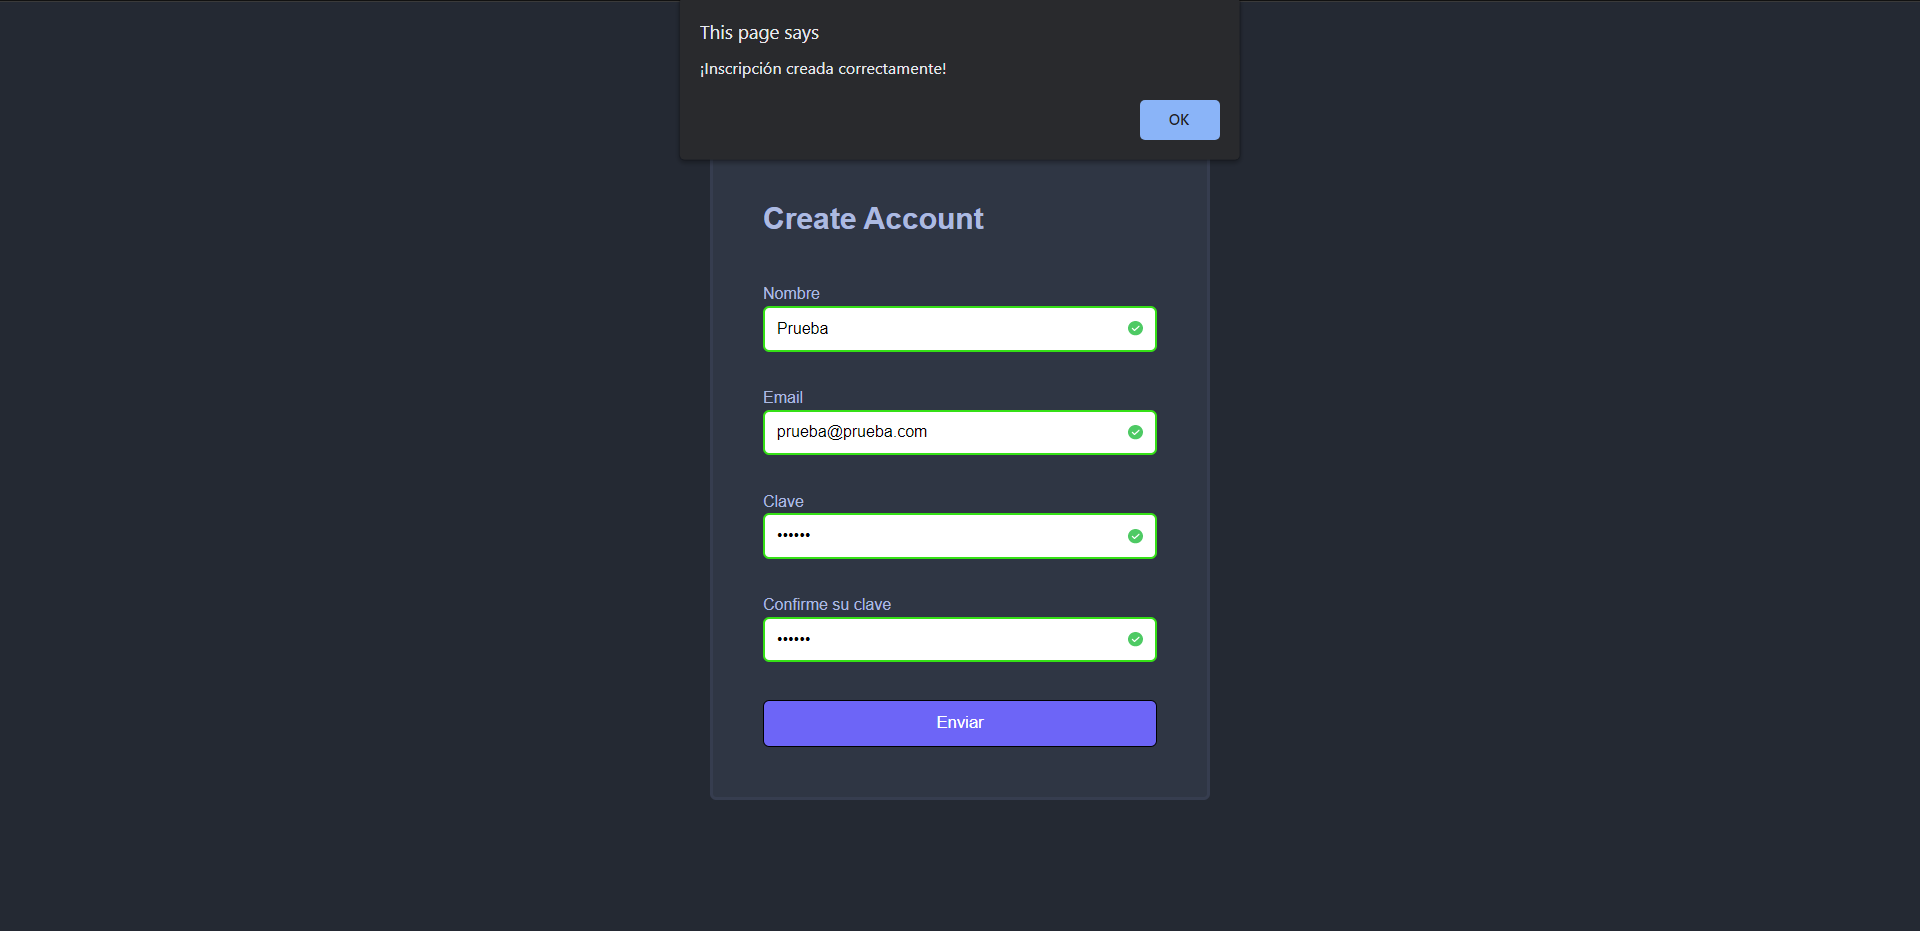 This page says
¡Inscripción creada correctamente!
OK
Create Account
Nombre
Prueba
Email
prueba@prueba.com
Clave
••••••
Confirme su clave
••••••
Enviar